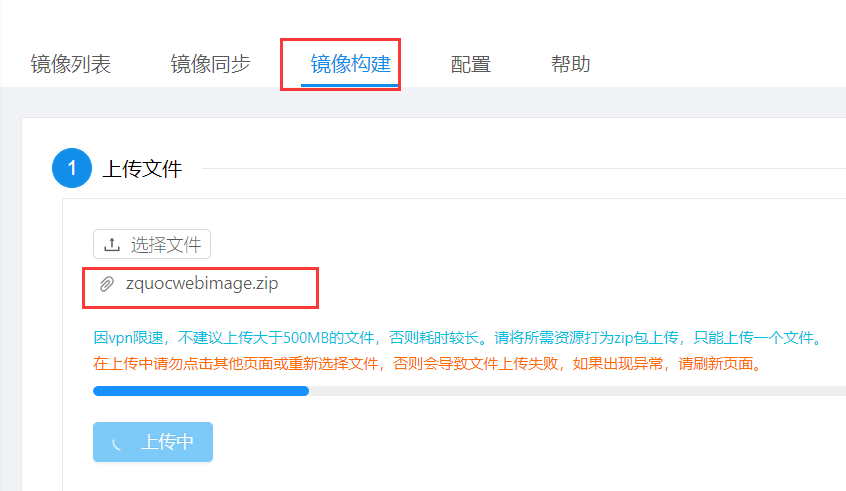 镜像列表 镜像同步 镜像构建 配置 帮助
1 上传文件
选择文件
zquocwebimage.zip
因vpn限速，不建议上传大于500MB的文件，否则耗时较长。请将所需资源打为zip包上传，只能上传一个文件。
在上传中请勿点击其他页面或重新选择文件，否则会导致文件上传失败，如果出现异常，请刷新页面。
上传中